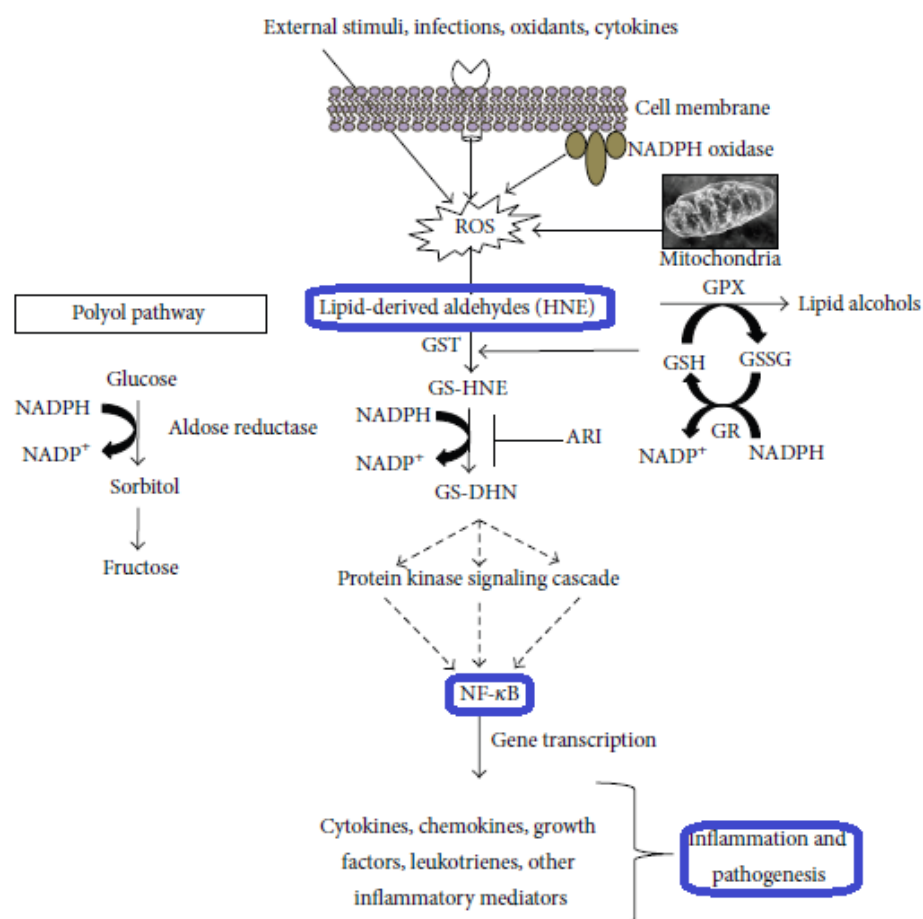 External stimuli, infections, oxidants, cytokines
Cell membrane
NADPH oxidase
ROS
Mitochondria
Polyol pathway
Lipid-derived aldehydes (HNE)
GPX
Lipid alcohols
GST
GSH
GSSG
Glucose
GS-HNE
NADPH
Aldose reductase
NADP+
NADPH
ARI
NADP+
GR
NADP+
NADPH
Sorbitol
GS-DHN
Fructose
Protein kinase signaling cascade
NF-κB
Gene transcription
Cytokines, chemokines, growth
factors, leukotrienes, other
inflammatory mediators
Inflammation and
pathogenesis